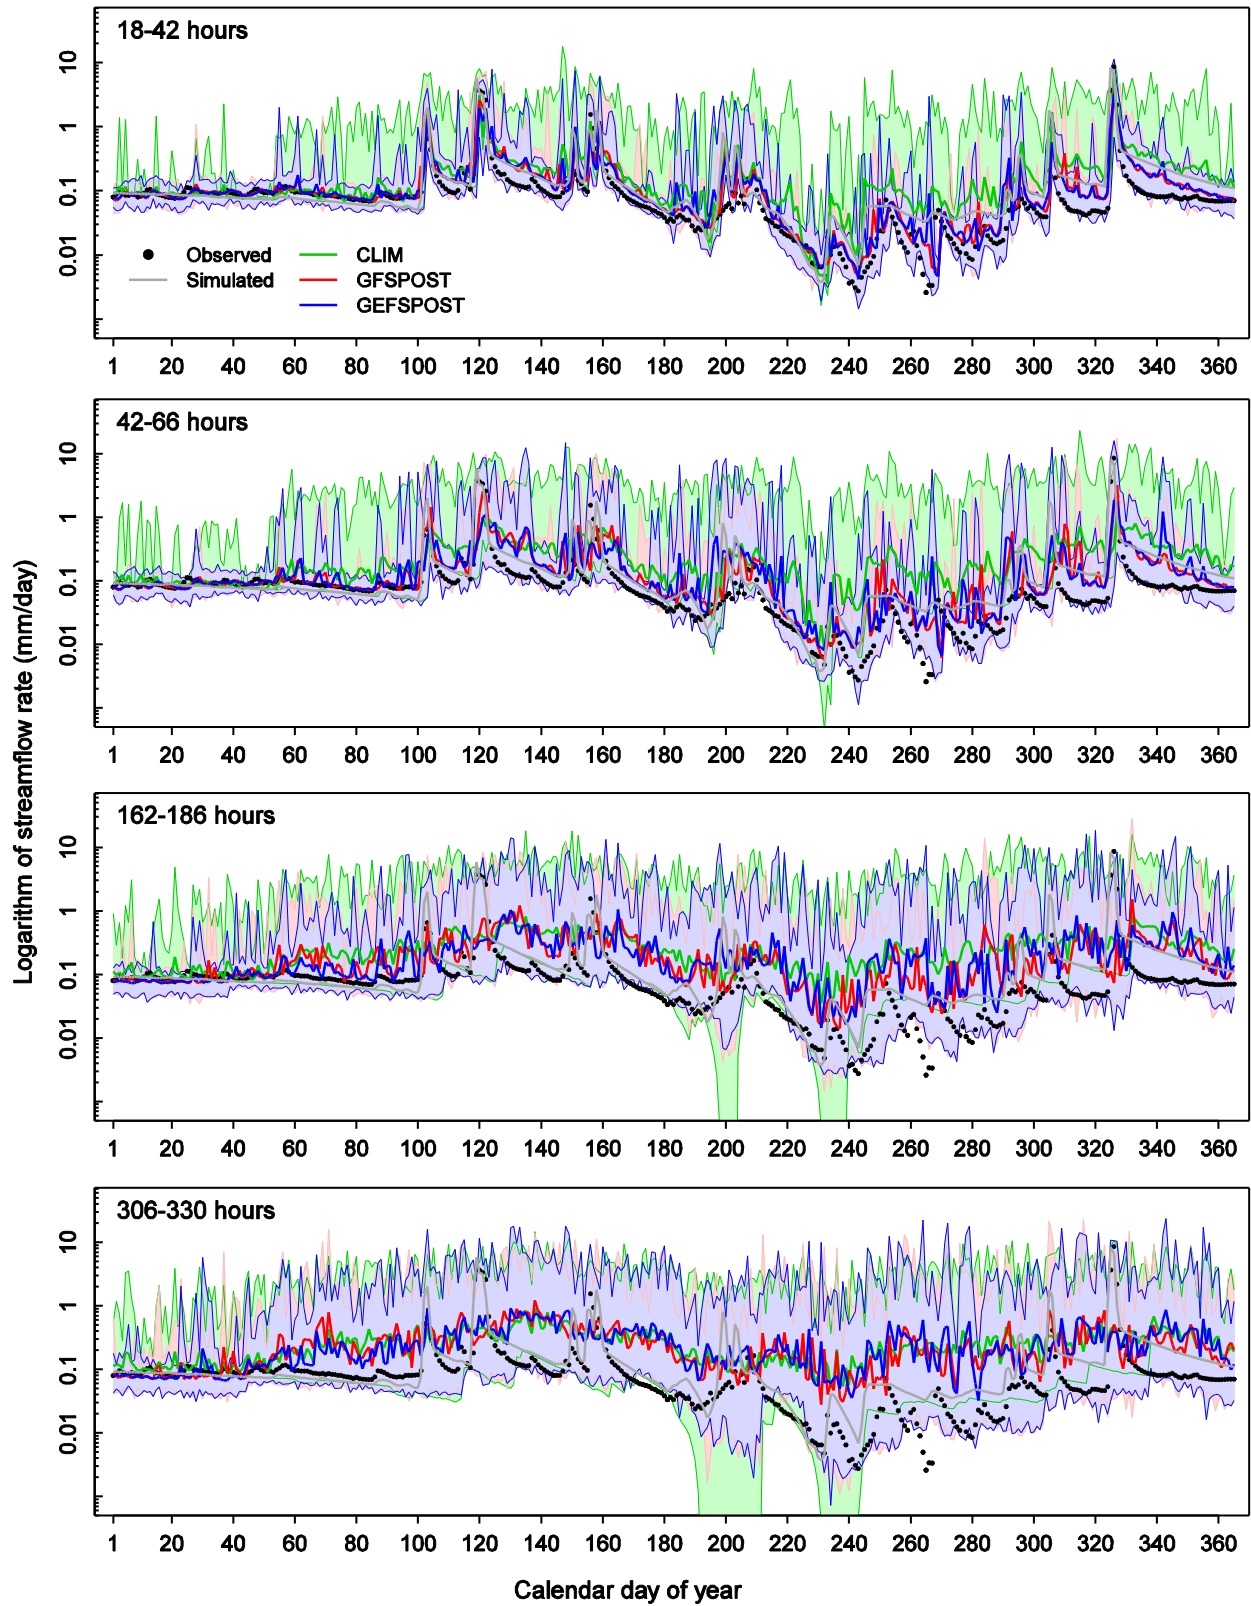 Logarithm of streamflow rate (mm/day)
18-42 hours
10
1
0.1
0.01
Observed
Simulated
CLIM
GFSPOST
GEFSPOST
1 20 40 60 80 100 120 140 160 180 200 220 240 260 280 300 320 340 360
42-66 hours
10
1
0.1
0.01
1 20 40 60 80 100 120 140 160 180 200 220 240 260 280 300 320 340 360
162-186 hours
10
1
0.1
0.01
1 20 40 60 80 100 120 140 160 180 200 220 240 260 280 300 320 340 360
306-330 hours
10
1
0.1
0.01
1 20 40 60 80 100 120 140 160 180 200 220 240 260 280 300 320 340 360
Calendar day of year